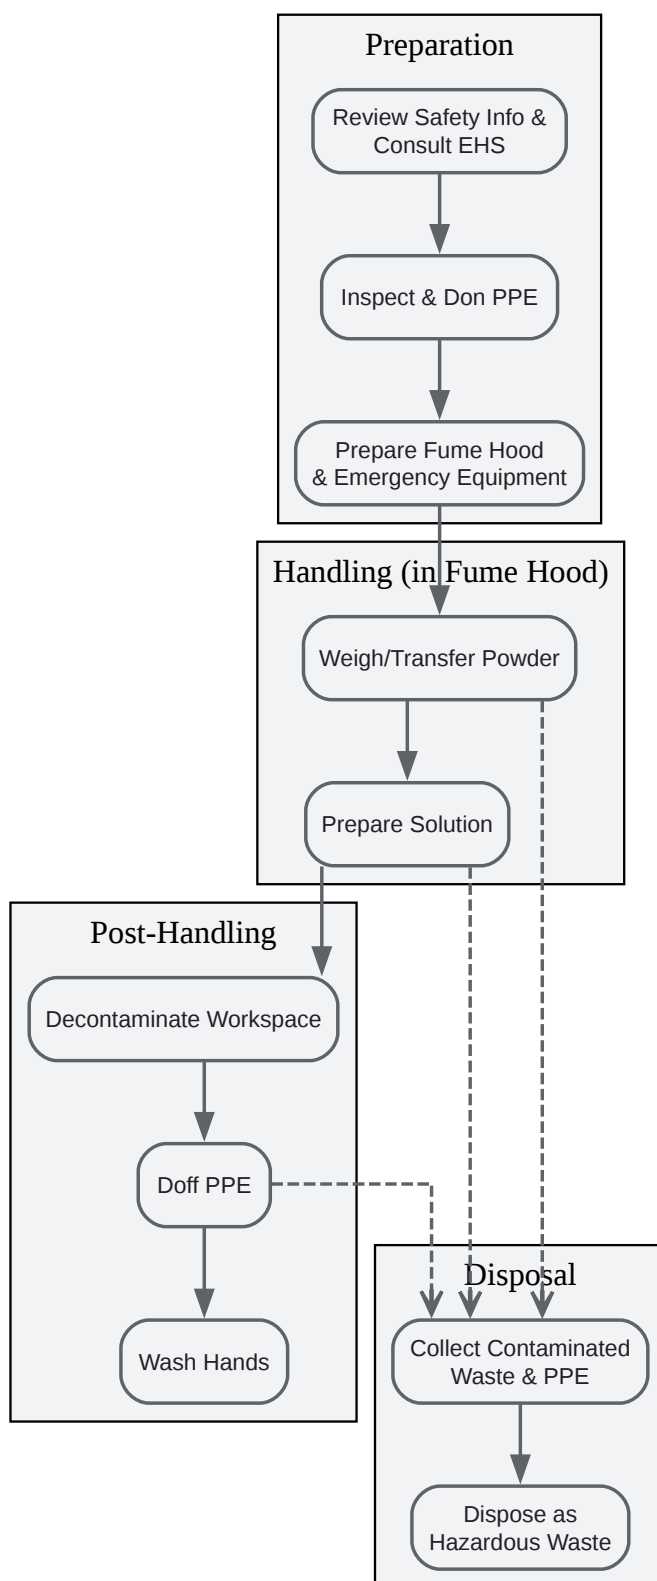 Preparation
Review Safety Info &
Consult EHS
Inspect & Don PPE
Prepare Fume Hood
& Emergency Equipment
Handling (in Fume Hood)
Weigh/Transfer Powder
Prepare Solution
Post-Handling
Decontaminate Workspace
Doff PPE
Wash Hands
Disposal
Collect Contaminated
Waste & PPE
Dispose as
Hazardous Waste